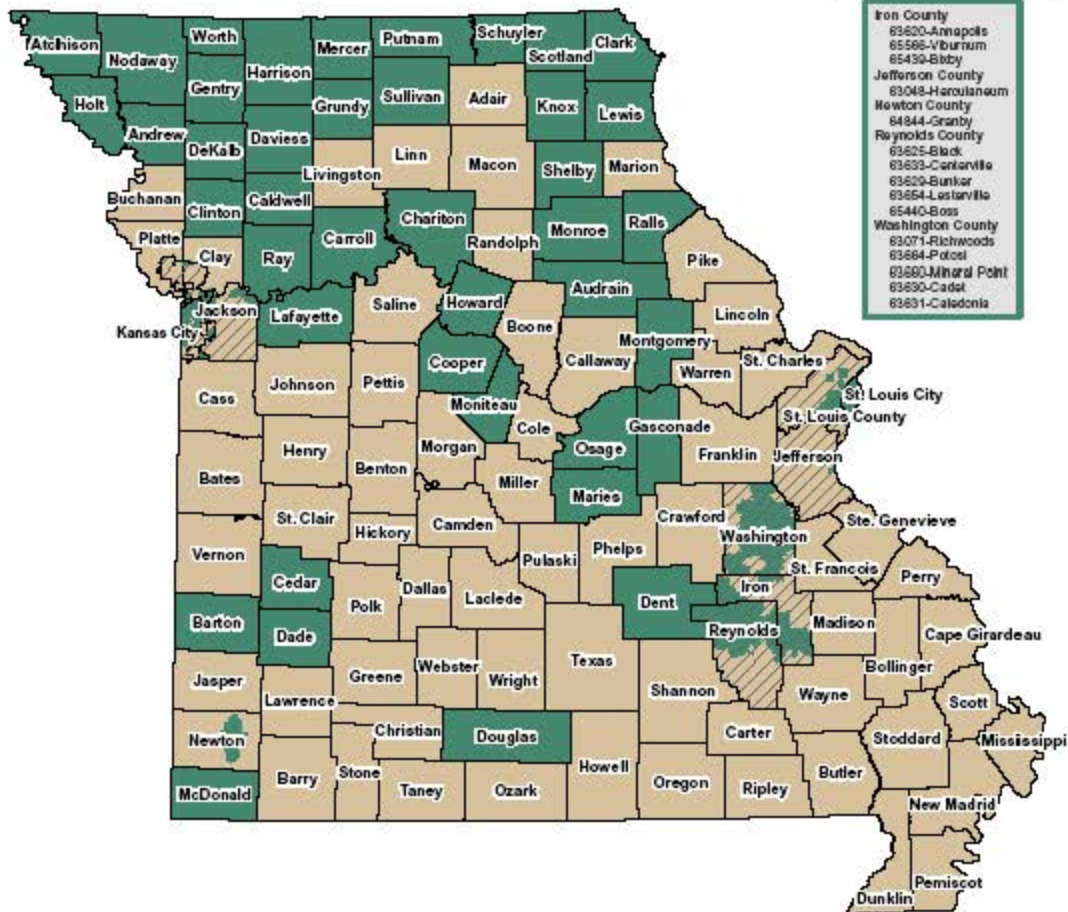 Iron County
63620-Annapolis
65566-Viburnum
65439-Bixby
Jefferson County
63048-Herculaneum
Newton County
64844-Granby
Reynolds County
63625-Black
63633-Centerville
63629-Bunker
63654-Lesterville
65440-Boss
Washington County
63071-Richwoods
63664-Potosi
63660-Mineral Point
63630-Cadet
63631-Caledonia
Atchison
Nodaway
Worth
Harrison
Mercer
Putnam
Schuyler
Scotland
Clark
Holt
Gentry
Grundy
Sullivan
Adair
Knox
Lewis
Andrew
DeKalb
Daviess
Livingston
Linn
Macon
Shelby
Marion
Buchanan
Clinton
Caldwell
Carroll
Chariton
Randolph
Monroe
Ralls
Platte
Clay
Ray
Pike
Kansas City
Jackson
Lafayette
Saline
Howard
Boone
Audrain
Callaway
Montgomery
Lincoln
Warren
St. Charles
St. Louis City
St. Louis County
Cass
Johnson
Pettis
Cooper
Moniteau
Cole
Osage
Gasconade
Franklin
Jefferson
Bates
Henry
Benton
Morgan
Miller
Maries
Crawford
Washington
Ste. Genevieve
Vernon
St. Clair
Hickory
Camden
Pulaski
Phelps
St. Francois
Perry
Cedar
Polk
Dallas
Laclede
Dent
Iron
Barton
Dade
Reynolds
Madison
Cape Girardeau
Jasper
Lawrence
Greene
Webster
Wright
Texas
Shannon
Wayne
Bollinger
Scott
Newton
Christian
Douglas
Howell
Carter
Stoddard
Mississippi
McDonald
Barry
Stone
Taney
Ozark
Oregon
Ripley
Butler
New Madrid
Dunklin
Pemiscot